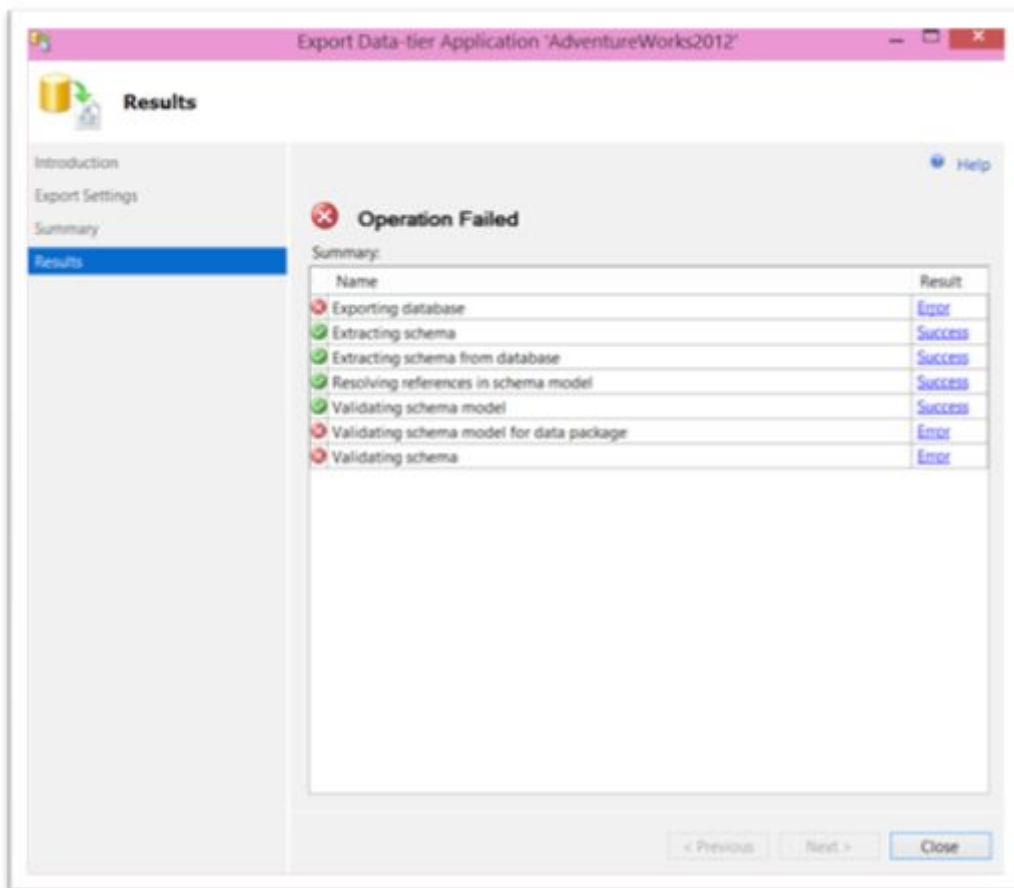 Export Data-tier Application 'AdventureWorks2012'
Results
Introduction
Export Settings
Summary
Results
Help
Operation Failed
Summary:
Name Result
Exporting database Error
Extracting schema Success
Extracting schema from database Success
Resolving references in schema model Success
Validating schema model Success
Validating schema model for data package Error
Validating schema Error
< Previous Next > Close